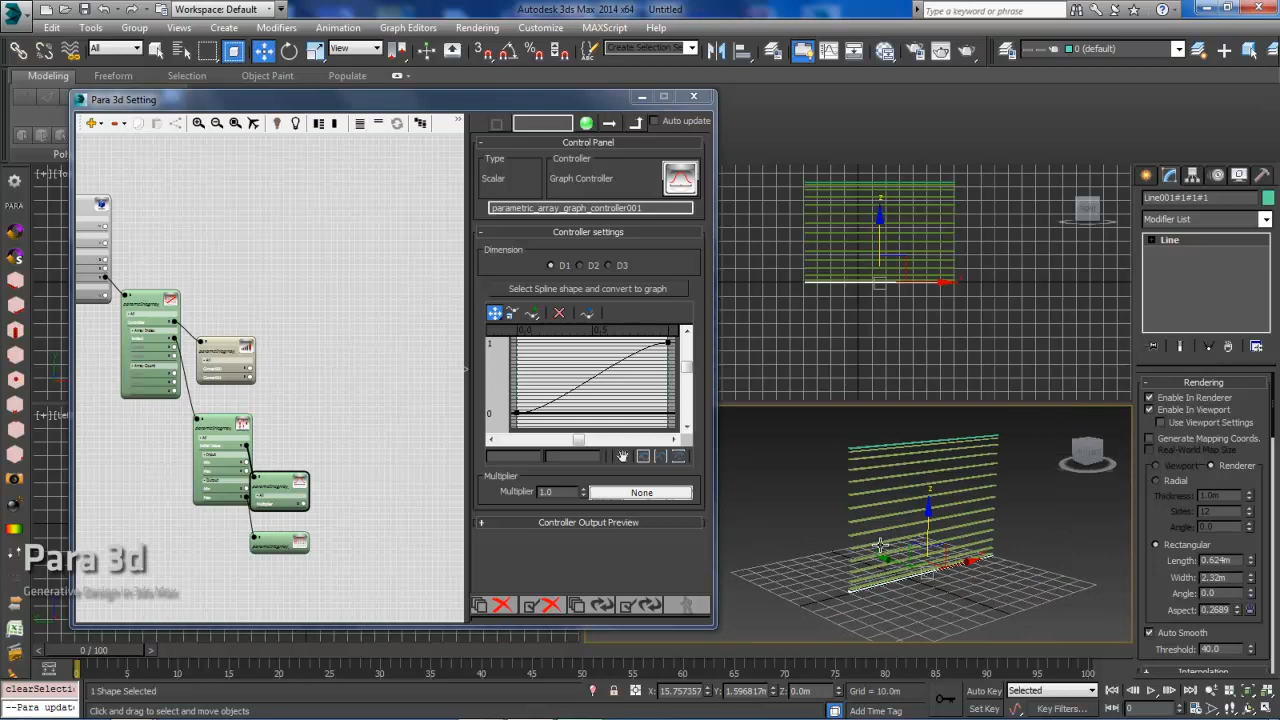 Workspace: Default
Autodesk 3ds Max 2014 x64
Untitled
Type a keyword or phrase
Edit Tools Group Views Create Modifiers Animation Graph Editors Rendering Customize MAXScript Help
All
View
Create Selection Se
0 (default)
Modeling Freeform Selection Object Paint Populate
Para 3d Setting
Auto update
PARA
Control Panel
Type
Scalar
Controller
Graph Controller
parametric_array_graph_controller001
Controller settings
Dimension
D1 D2 D3
Select Spline shape and convert to graph
0,0 0,5
1
0
Multiplier
Multiplier 1.0 None
Controller Output Preview
Line001#1#1#1
Modifier List
Line
Rendering
Enable In Renderer
Enable In Viewport
Use Viewport Settings
Generate Mapping Coords.
Real-World Map Size
Viewport Renderer
Radial
Thickness: 1.0m
Sides: 12
Angle: 0.0
Rectangular
Length: 0.624m
Width: 2.32m
Angle: 0.0
Aspect: 0.2689
Auto Smooth
Threshold: 40.0
Interpolation
Para 3d
Generative Design in 3ds Max
0 / 100
5 10 15 20 25 30 35 40 45 50 55 60 65 70 75 80 85 90 95 100
clearSelecti
--Para updat
1 Shape Selected
Click and drag to select and move objects
X: 15.757357 Y: 1.596817m Z: 0.0m
Grid = 10.0m
Add Time Tag
Auto Key Selected
Set Key Key Filters...
0